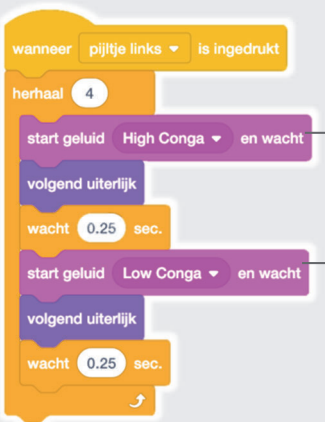 wanneer pijltje links is ingedrukt
herhaal 4
start geluid High Conga en wacht
volgend uiterlijk
wacht 0.25 sec.
start geluid Low Conga en wacht
volgend uiterlijk
wacht 0.25 sec.